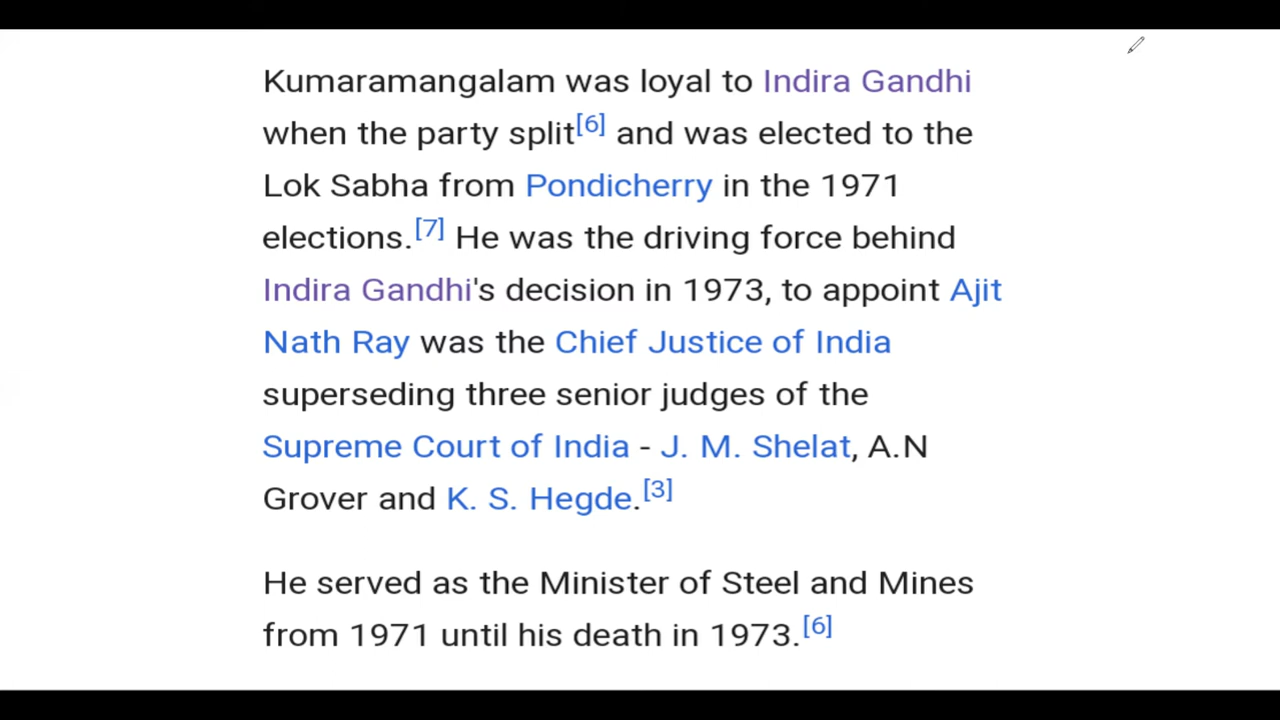 Kumaramangalam was loyal to Indira Gandhi
when the party split[6] and was elected to the
Lok Sabha from Pondicherry in the 1971
elections.[7] He was the driving force behind
Indira Gandhi's decision in 1973, to appoint Ajit
Nath Ray was the Chief Justice of India
superseding three senior judges of the
Supreme Court of India - J. M. Shelat, A.N
Grover and K. S. Hegde.[3]
He served as the Minister of Steel and Mines
from 1971 until his death in 1973.[6]